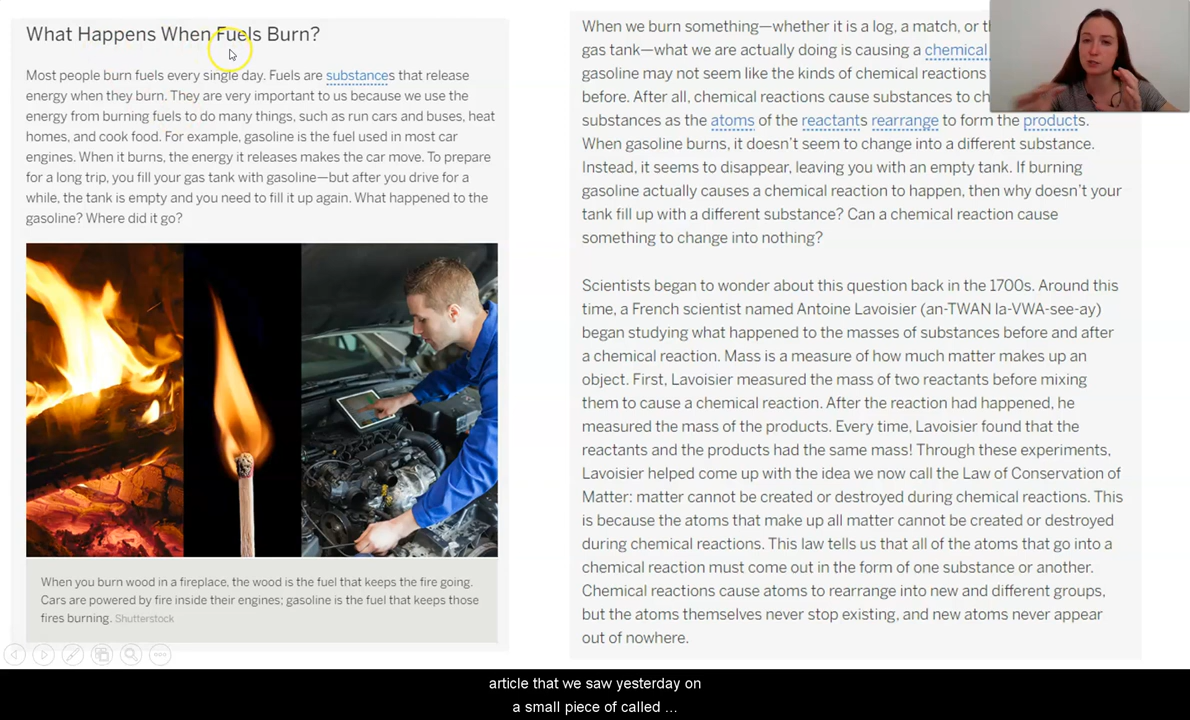 What Happens When Fuels Burn?
Most people burn fuels every single day. Fuels are substances that release
energy when they burn. They are very important to us because we use the
energy from burning fuels to do many things, such as run cars and buses, heat
homes, and cook food. For example, gasoline is the fuel used in most car
engines. When it burns, the energy it releases makes the car move. To prepare
for a long trip, you fill your gas tank with gasoline—but after you drive for a
while, the tank is empty and you need to fill it up again. What happened to the
gasoline? Where did it go?
When you burn wood in a fireplace, the wood is the fuel that keeps the fire going.
Cars are powered by fire inside their engines; gasoline is the fuel that keeps those
fires burning. Shutterstock
When we burn something—whether it is a log, a match, or
gas tank—what we are actually doing is causing a chemical
gasoline may not seem like the kinds of chemical reactions
before. After all, chemical reactions cause substances to
substances as the atoms of the reactants rearrange to form the products.
When gasoline burns, it doesn't seem to change into a different substance.
Instead, it seems to disappear, leaving you with an empty tank. If burning
gasoline actually causes a chemical reaction to happen, then why doesn't your
tank fill up with a different substance? Can a chemical reaction cause
something to change into nothing?
Scientists began to wonder about this question back in the 1700s. Around this
time, a French scientist named Antoine Lavoisier (an-TWAN la-VWA-see-ay)
began studying what happened to the masses of substances before and after
a chemical reaction. Mass is a measure of how much matter makes up an
object. First, Lavoisier measured the mass of two reactants before mixing
them to cause a chemical reaction. After the reaction had happened, he
measured the mass of the products. Every time, Lavoisier found that the
reactants and the products had the same mass! Through these experiments,
Lavoisier helped come up with the idea we now call the Law of Conservation of
Matter: matter cannot be created or destroyed during chemical reactions. This
is because the atoms that make up all matter cannot be created or destroyed
during chemical reactions. This law tells us that all of the atoms that go into a
chemical reaction must come out in the form of one substance or another.
Chemical reactions cause atoms to rearrange into new and different groups,
but the atoms themselves never stop existing, and new atoms never appear
out of nowhere.
article that we saw yesterday on
a small piece of called ...